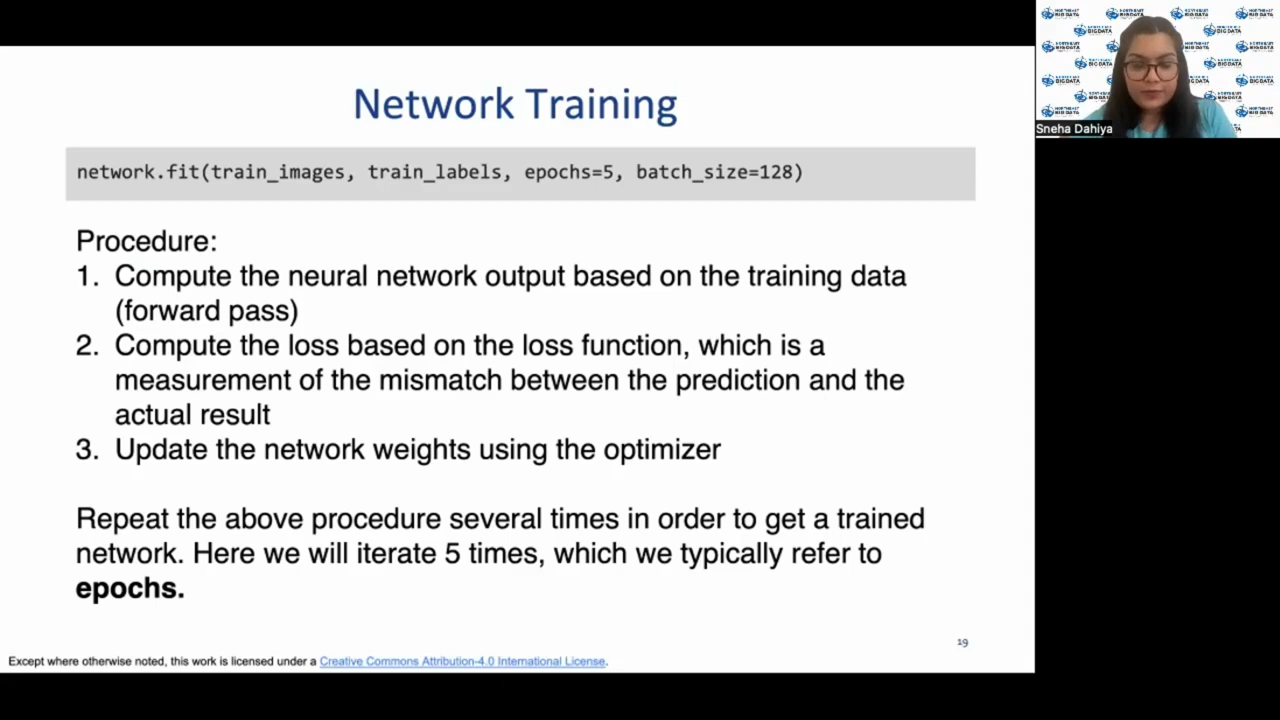 Network Training
network.fit(train_images, train_labels, epochs=5, batch_size=128)
Procedure:
1. Compute the neural network output based on the training data
(forward pass)
2. Compute the loss based on the loss function, which is a
measurement of the mismatch between the prediction and the
actual result
3. Update the network weights using the optimizer
Repeat the above procedure several times in order to get a trained
network. Here we will iterate 5 times, which we typically refer to
epochs.
19
Except where otherwise noted, this work is licensed under a Creative Commons Attribution-4.0 International License.
NORTHEAST
BIG DATA
Sneha Dahiya